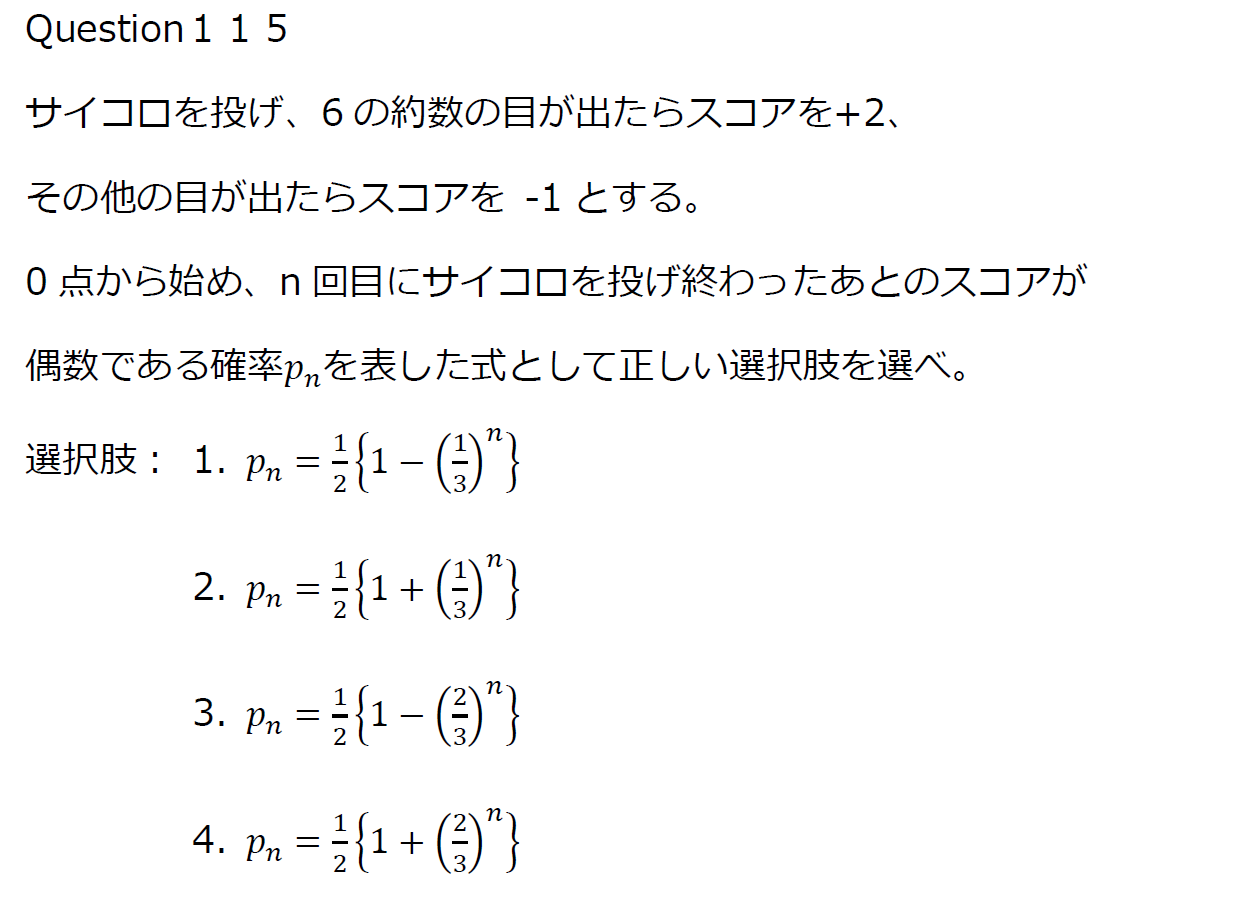 Question１１５
サイコロを投げ、6 の約数の目が出たらスコアを+2、
その他の目が出たらスコアを -1 とする。
0 点から始め、n 回目にサイコロを投げ終わったあとのスコアが
偶数である確率$p_n$を表した式として正しい選択肢を選べ。
選択肢： 1. $p_n = \frac{1}{2}\left\{1 - \left(\frac{1}{3}\right)^n\right\}$
2. $p_n = \frac{1}{2}\left\{1 + \left(\frac{1}{3}\right)^n\right\}$
3. $p_n = \frac{1}{2}\left\{1 - \left(\frac{2}{3}\right)^n\right\}$
4. $p_n = \frac{1}{2}\left\{1 + \left(\frac{2}{3}\right)^n\right\}$